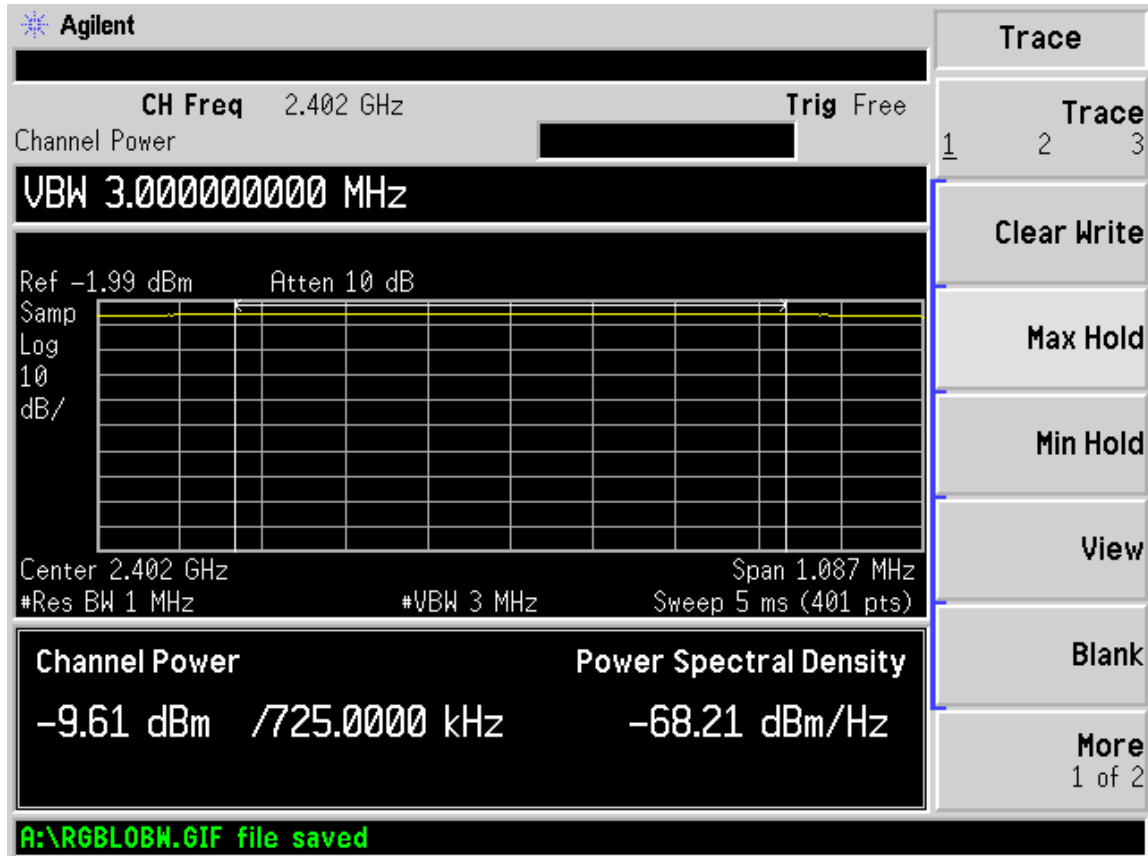 Agilent
CH Freq 2.402 GHz Trig Free
Channel Power
VBW 3.000000000 MHz
Ref -1.99 dBm Atten 10 dB
Samp
Log
10
dB/
Center 2.402 GHz Span 1.087 MHz
#Res BW 1 MHz #VBW 3 MHz Sweep 5 ms (401 pts)
Channel Power Power Spectral Density
-9.61 dBm /725.0000 kHz -68.21 dBm/Hz
A:\RGBLOBW.GIF file saved
Trace
Trace
1 2 3
Clear Write
Max Hold
Min Hold
View
Blank
More
1 of 2